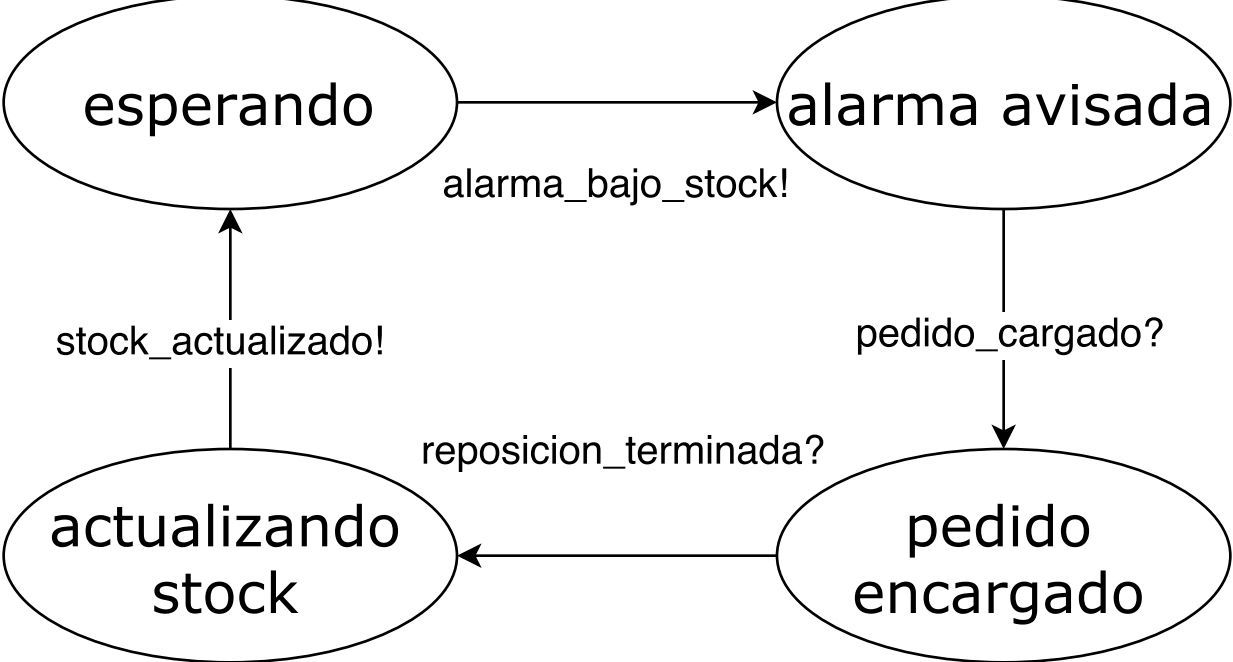 esperando
alarma avisada
alarma_bajo_stock!
stock_actualizado!
pedido_cargado?
reposicion_terminada?
actualizando
stock
pedido
encargado